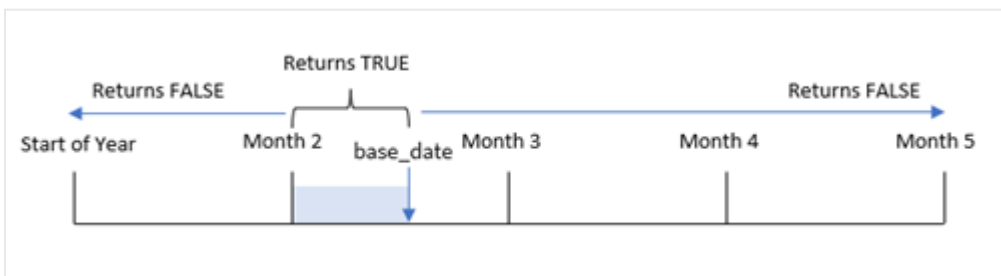 Returns TRUE
Returns FALSE
Returns FALSE
Start of Year
Month 2
base_date
Month 3
Month 4
Month 5